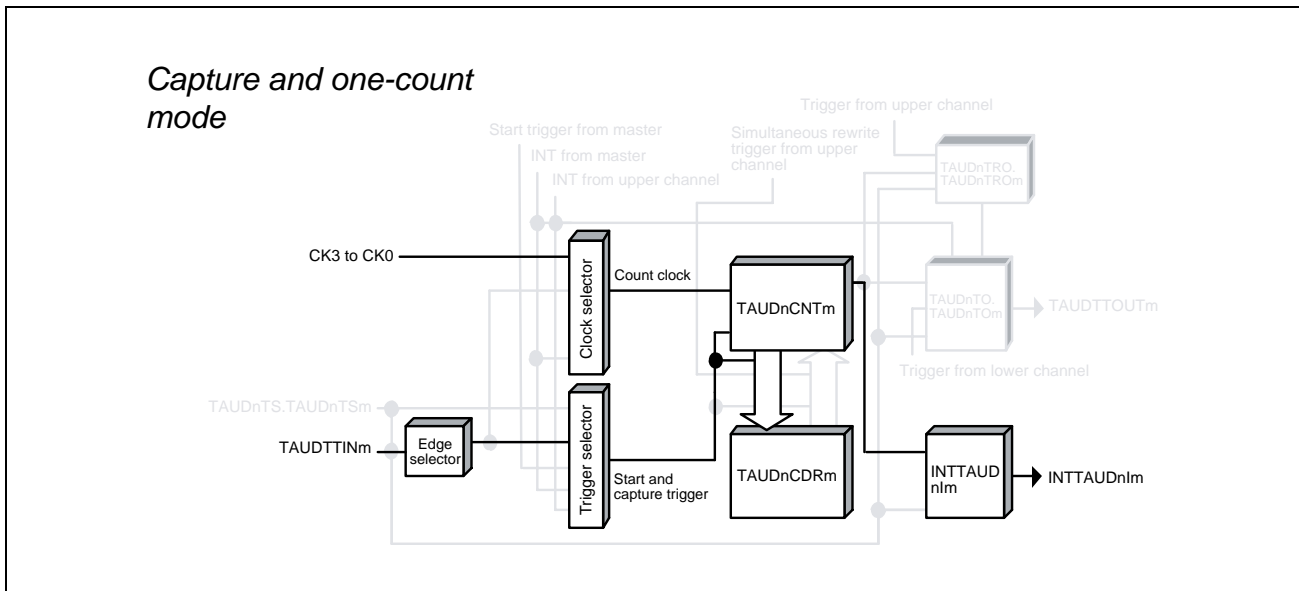 Capture and one-count
mode
Trigger from upper channel
Start trigger from master
Simultaneous rewrite
trigger from upper
channel
INT from master
INT from upper channel
TAUDnTRO.
TAUDnTROm
CK3 to CK0
Clock selector
Count clock
TAUDnCNTm
TAUDnTO.
TAUDnTOm
TAUDTTOUTm
Trigger from lower channel
TAUDnTS.TAUDnTSm
TAUDTTINm
Edge
selector
Trigger selector
Start and
capture trigger
TAUDnCDRm
INTTAUD
nIm
INTTAUDnIm